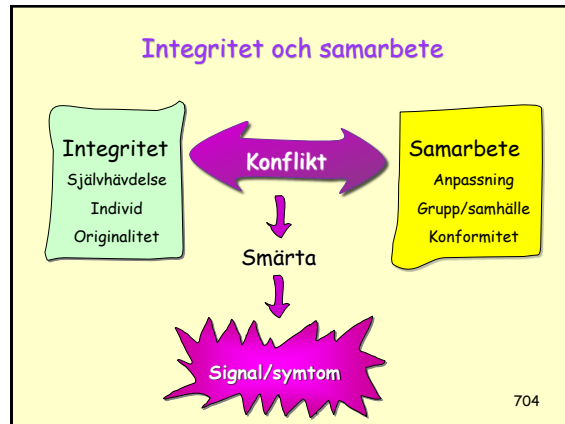 Integritet och samarbete
Integritet
Självhävdelse
Individ
Originalitet
Konflikt
Samarbete
Anpassning
Grupp/samhälle
Konformitet
Smärta
Signal/symtom
704